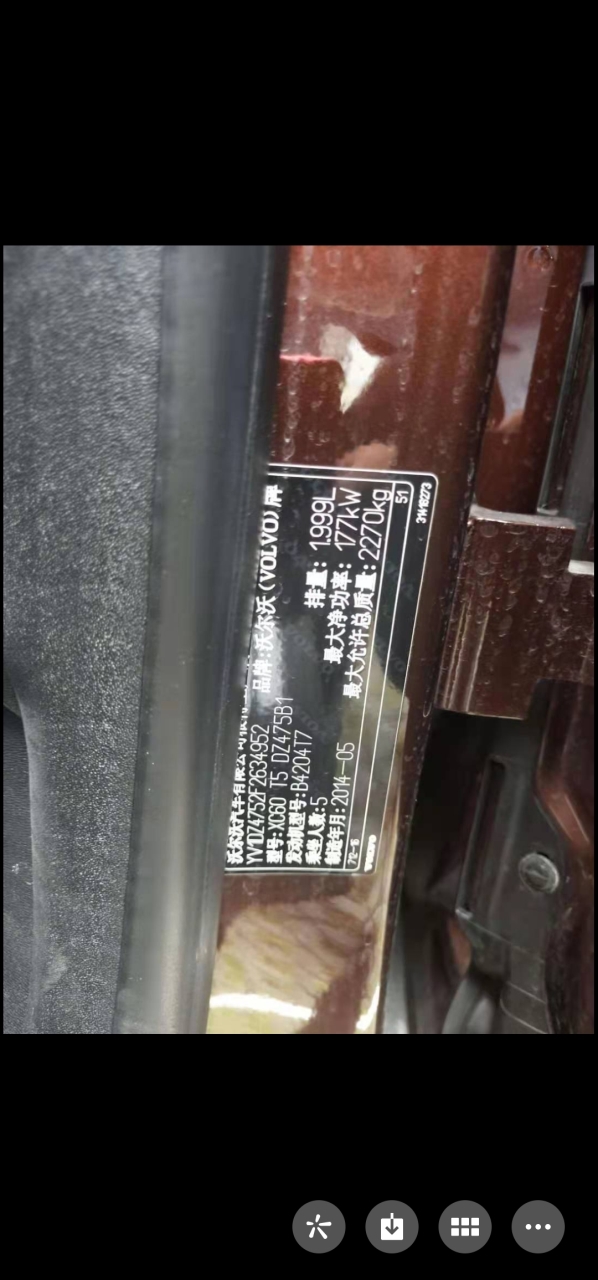 沃尔沃汽车有限公司
YV1DZ4752F2634952
品牌:沃尔沃(VOLVO)牌
型号:XC60 T5 DZ475B1
发动机型号:B4204T7
排量:1.999L
乘坐人数:5
最大净功率:177kW
制造年月:2014-05
最大允许总质量:2270kg
72-B
51
VOLVO
31418273